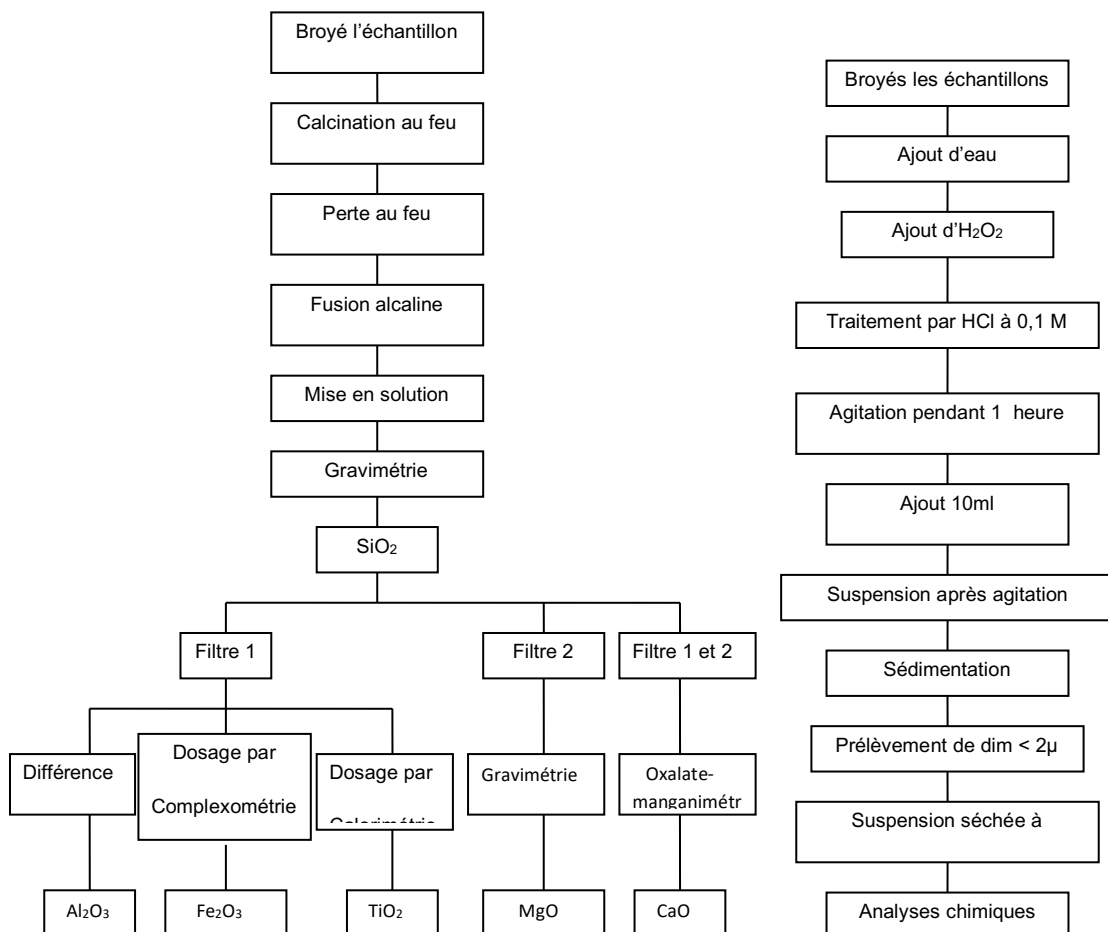 Broyé l’échantillon
Calcination au feu
Perte au feu
Fusion alcaline
Mise en solution
Gravimétrie
SiO₂
Filtre 1
Filtre 2
Filtre 1 et 2
Différence
Dosage par
Complexométrie
Dosage par
Gravimétrie
Oxalate-
manganimétr
Al₂O₃
Fe₂O₃
TiO₂
MgO
CaO
Broyés les échantillons
Ajout d’eau
Ajout d’H₂O₂
Traitement par HCl à 0,1 M
Agitation pendant 1 heure
Ajout 10ml
Suspension après agitation
Sédimentation
Prélèvement de dim < 2µ
Suspension séchée à
Analyses chimiques